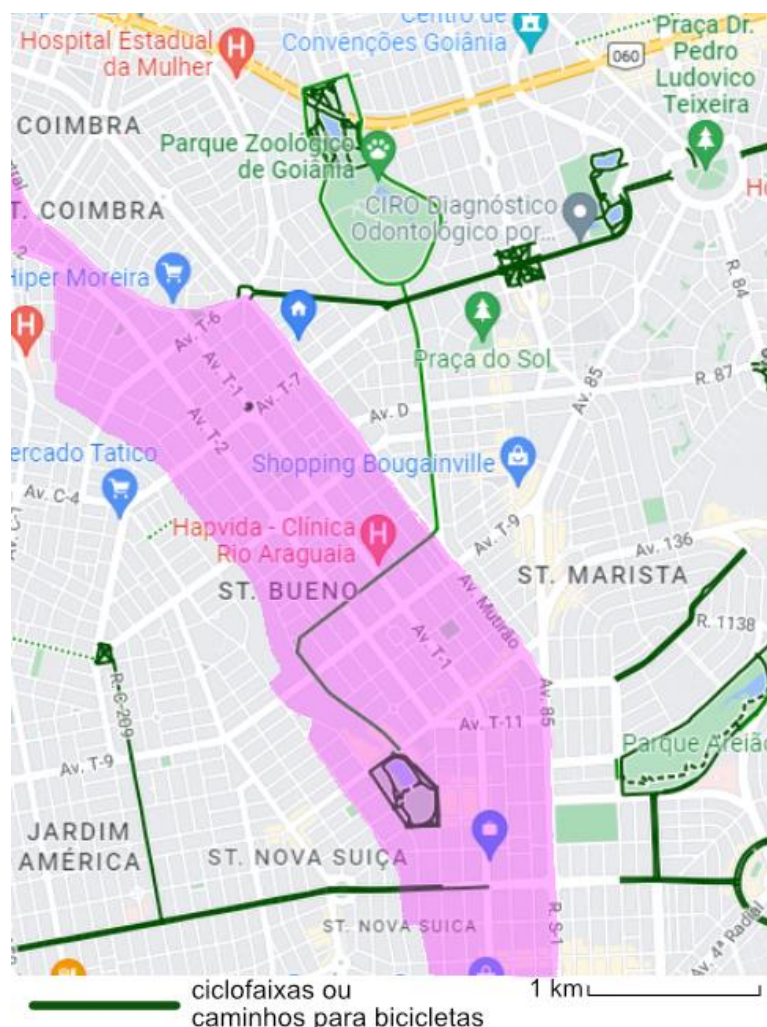 Centro de
Convenções Goiânia
Hospital Estadual
da Mulher
060
Praça Dr.
Pedro
Ludovico
Teixeira
COIMBRA
Parque Zoológico
de Goiânia
T. COIMBRA
CIRO Diagnóstico
Odontológico por...
Hiper Moreira
R. 84
Av. T-6
Praça do Sol
Av. T-1
Av. T-7
R. 87
Av. 85
Av. D
Av. T-2
ercado Tatico
Shopping Bougainville
Av. C-4
Hapvida - Clínica
Rio Araguaia
Av. T-9
Av. 136
ST. BUENO
ST. MARISTA
Av. Mutirão
R. 1138
Av. T-1
R. C-209
Av. 85
Av. T-11
Parque Areião
Av. T-9
JARDIM
AMÉRICA
ST. NOVA SUIÇA
ST. NOVA SUICA
R. S-1
Av. 4ª Radial
ciclofaixas ou
caminhos para bicicletas
1 km